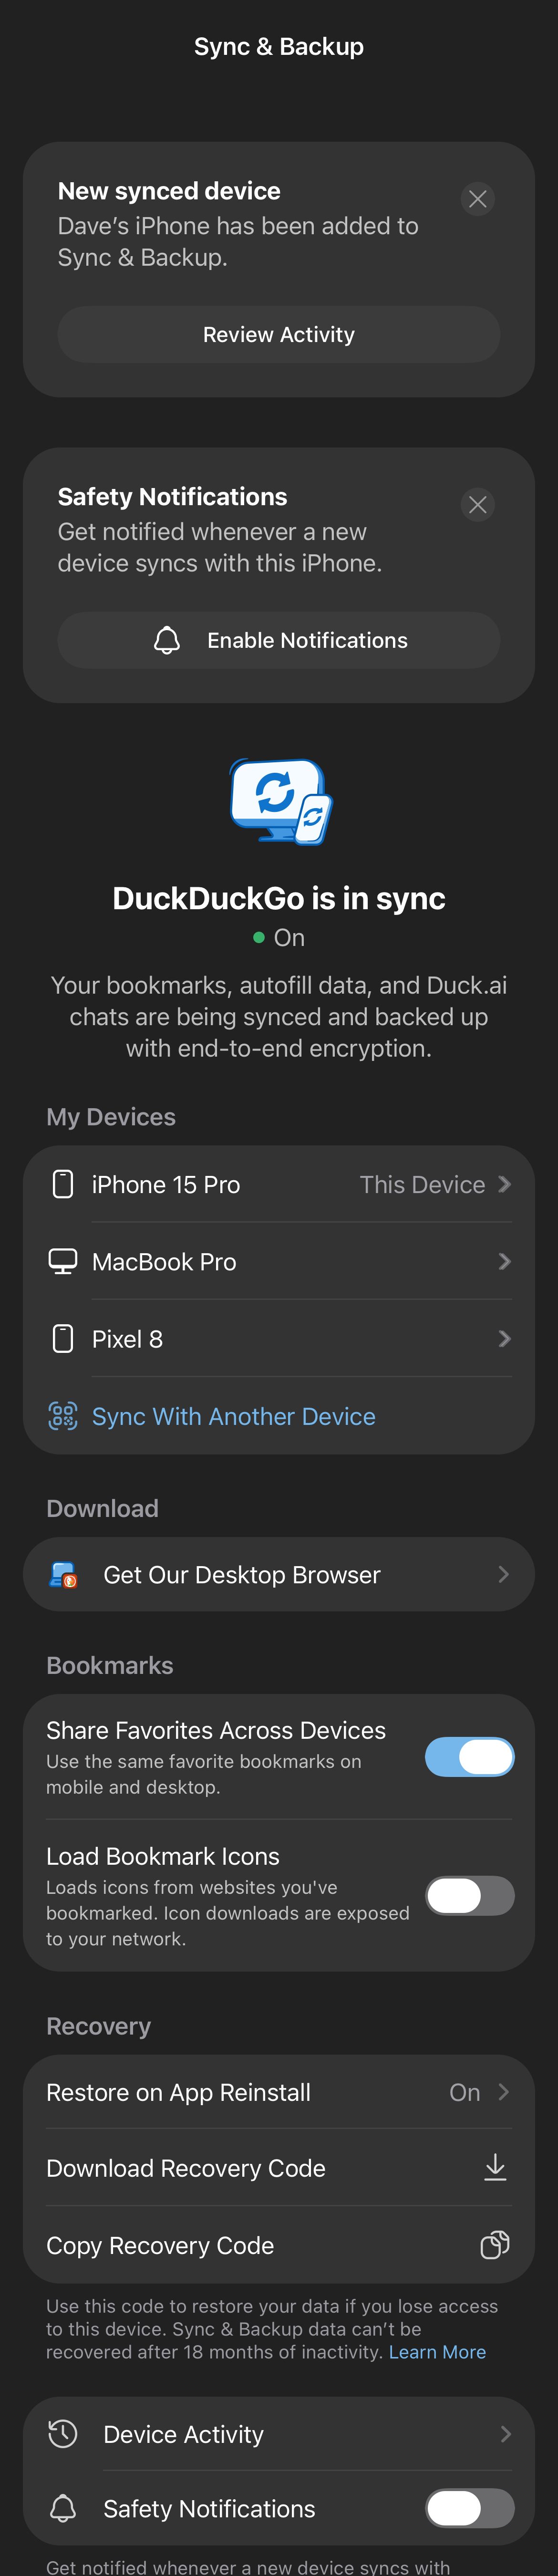 Sync & Backup
New synced device
Dave’s iPhone has been added to
Sync & Backup.
Review Activity
Safety Notifications
Get notified whenever a new
device syncs with this iPhone.
Enable Notifications
DuckDuckGo is in sync
On
Your bookmarks, autofill data, and Duck.ai
chats are being synced and backed up
with end-to-end encryption.
My Devices
iPhone 15 Pro This Device
MacBook Pro
Pixel 8
Sync With Another Device
Download
Get Our Desktop Browser
Bookmarks
Share Favorites Across Devices
Use the same favorite bookmarks on
mobile and desktop.
Load Bookmark Icons
Loads icons from websites you've
bookmarked. Icon downloads are exposed
to your network.
Recovery
Restore on App Reinstall On
Download Recovery Code
Copy Recovery Code
Use this code to restore your data if you lose access
to this device. Sync & Backup data can’t be
recovered after 18 months of inactivity. Learn More
Device Activity
Safety Notifications
Get notified whenever a new device syncs with